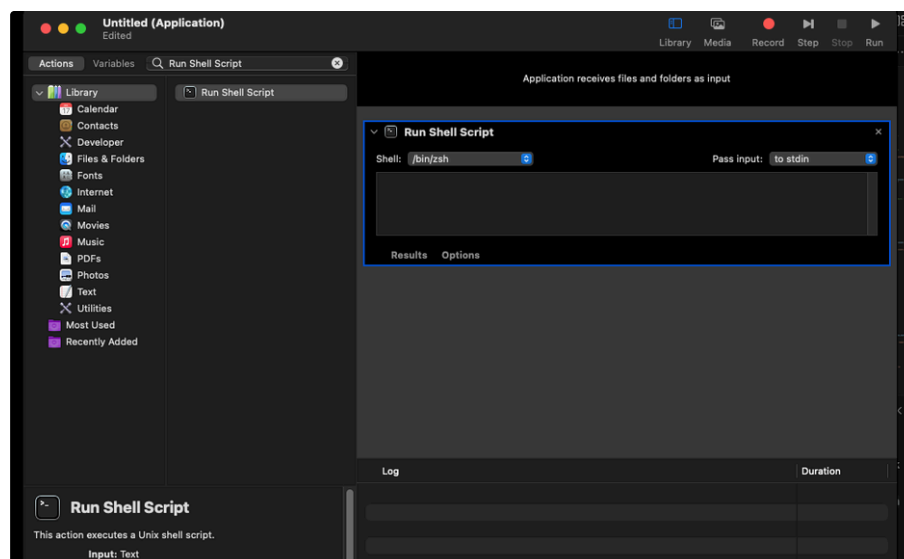 Untitled (Application)
Edited
Library Media Record Step Stop Run
Actions Variables Run Shell Script
Library
Calendar
Contacts
Developer
Files & Folders
Fonts
Internet
Mail
Movies
Music
PDFs
Photos
Text
Utilities
Most Used
Recently Added
Run Shell Script
Application receives files and folders as input
Run Shell Script
Shell: /bin/zsh Pass input: to stdin
Results Options
Log Duration
Run Shell Script
This action executes a Unix shell script.
Input: Text